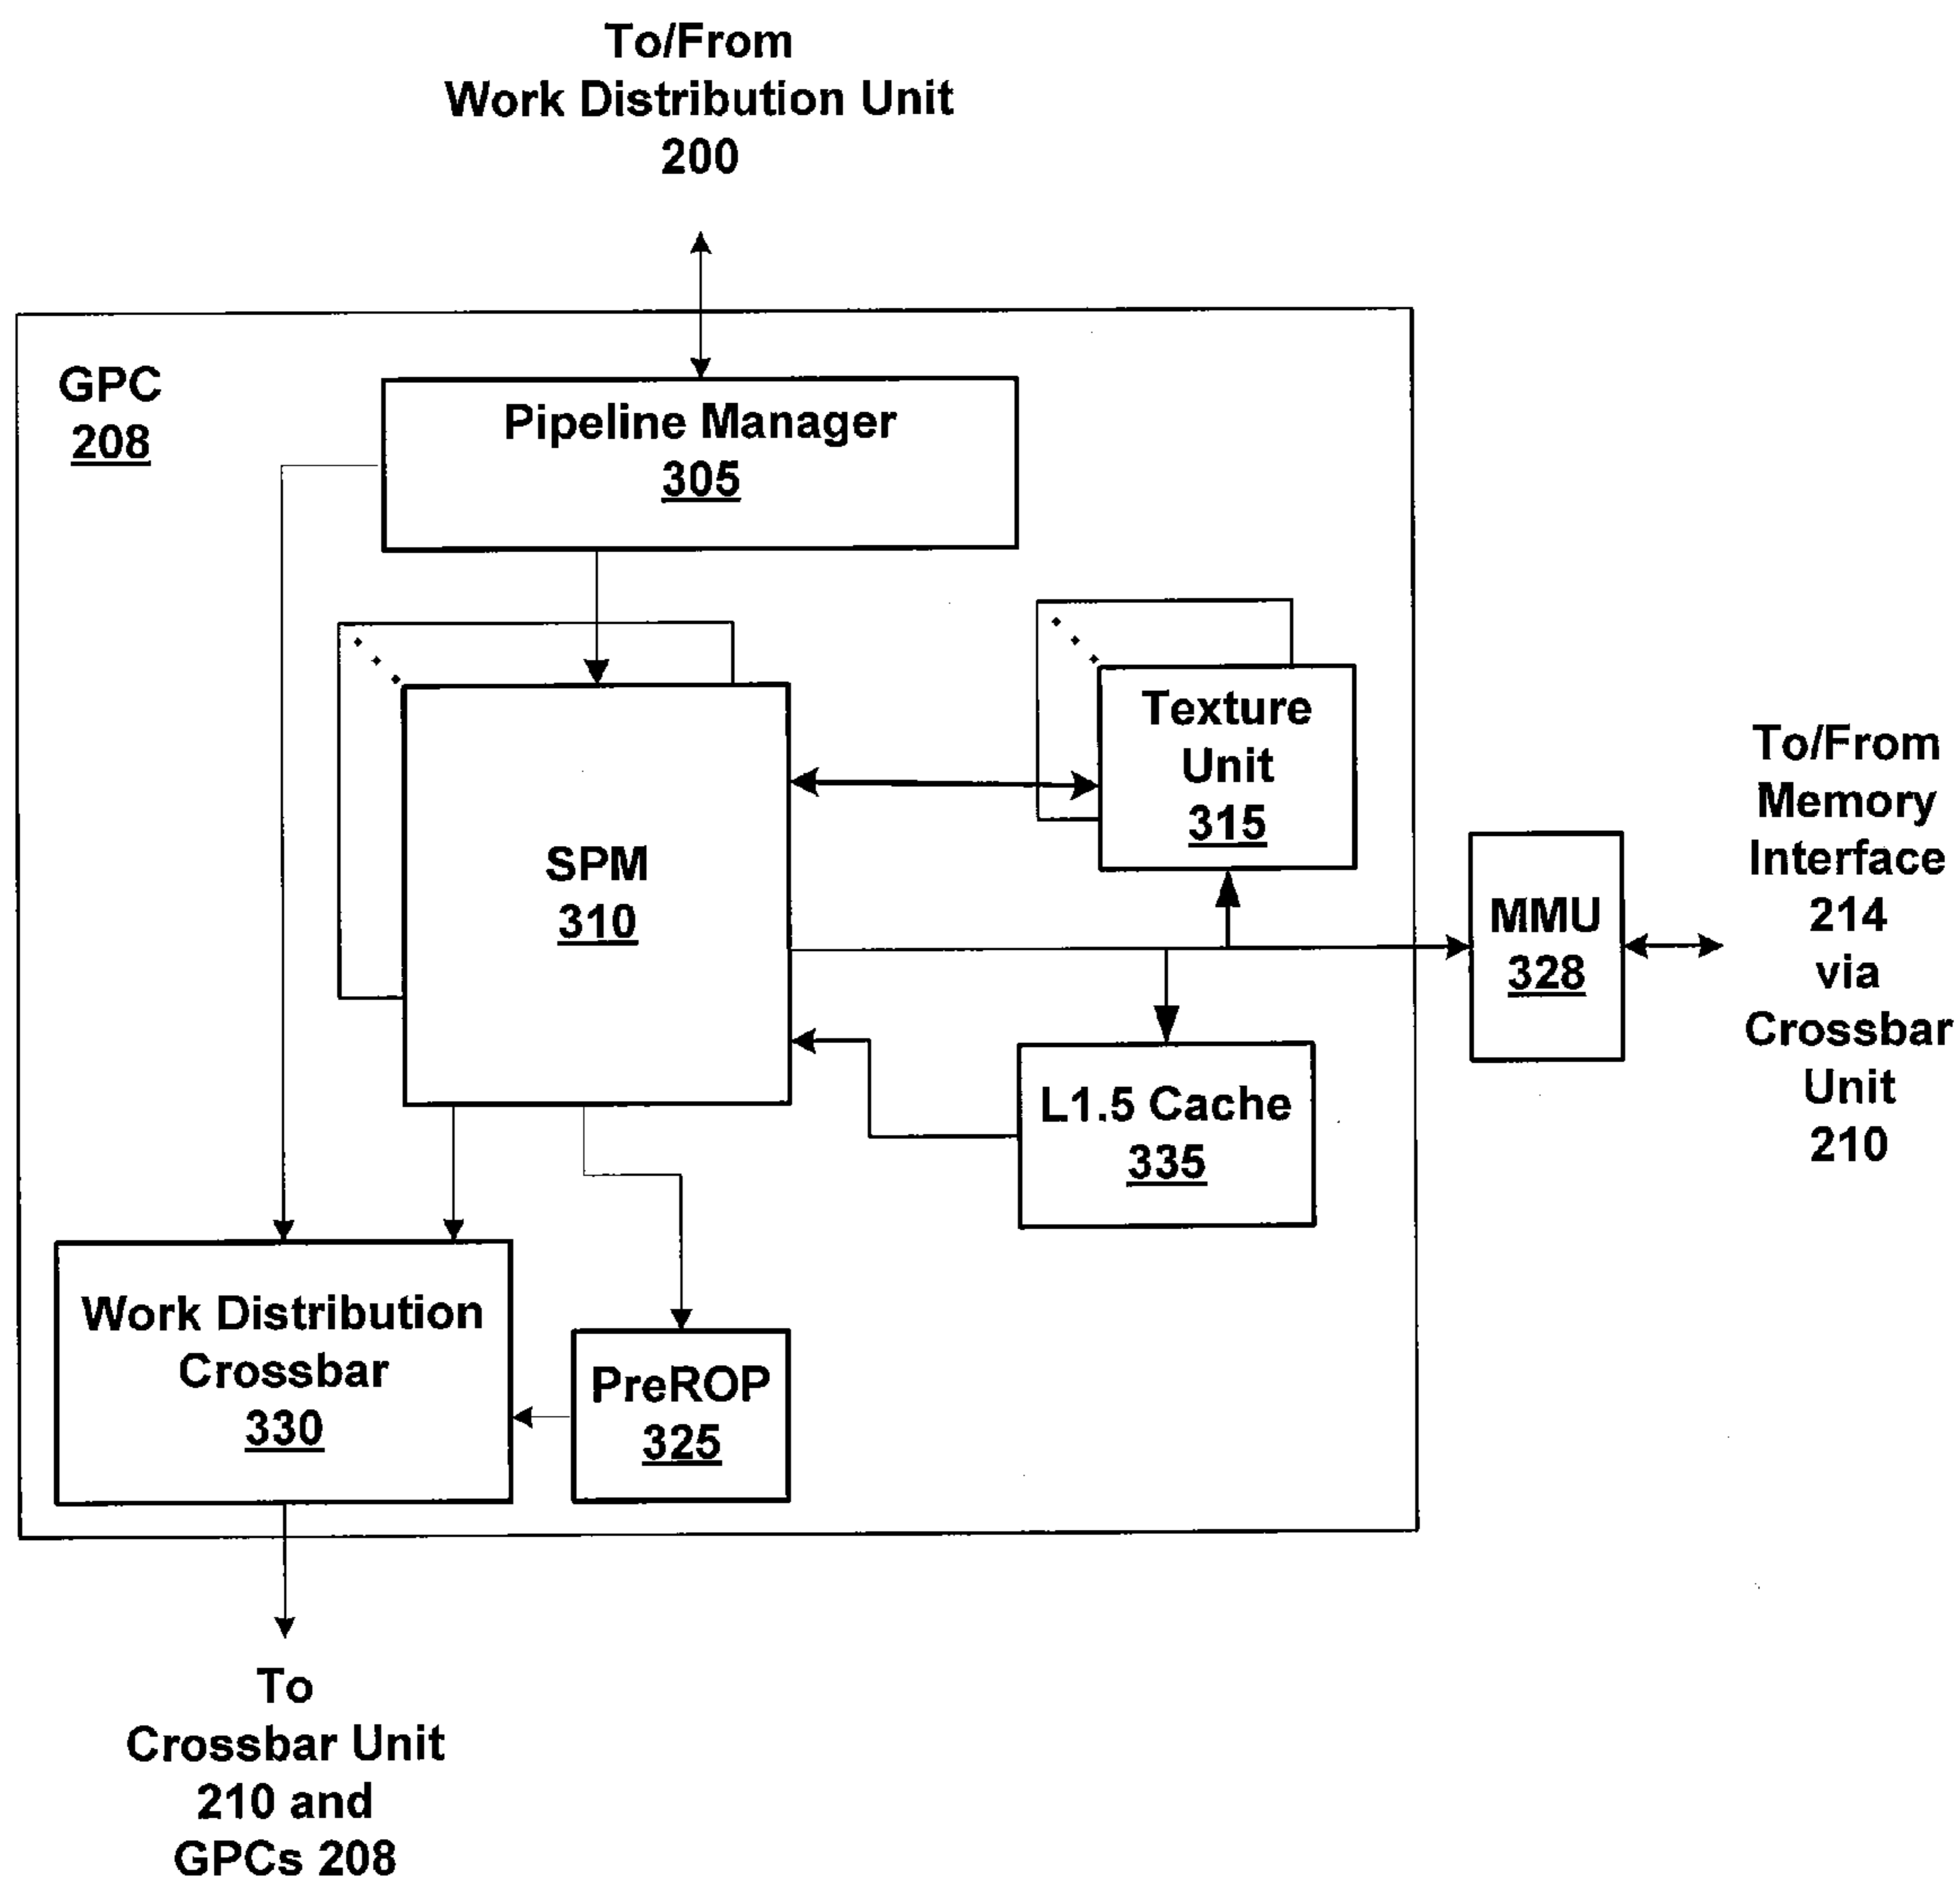 To/From
Work Distribution Unit
200
GPC
208
Pipeline Manager
305
Texture
Unit
315
SPM
310
To/From
Memory
Interface
214
via
Crossbar
Unit
210
MMU
328
L1.5 Cache
335
Work Distribution
Crossbar
330
PreROP
325
To
Crossbar Unit
210 and
GPCs 208